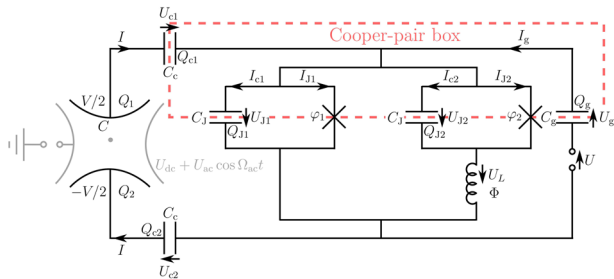 U_c1
I
Q_c1
C_c
Cooper-pair box
I_g
I_c1
I_J1
I_c2
I_J2
V/2
Q_1
C
C_J
U_J1
Q_J1
φ_1
C_J
U_J2
Q_J2
φ_2
Q_g
C_g
U_g
U_dc + U_ac cos Ω_ac t
U
-V/2
Q_2
U_L
Φ
C_c
Q_c2
I
U_c2